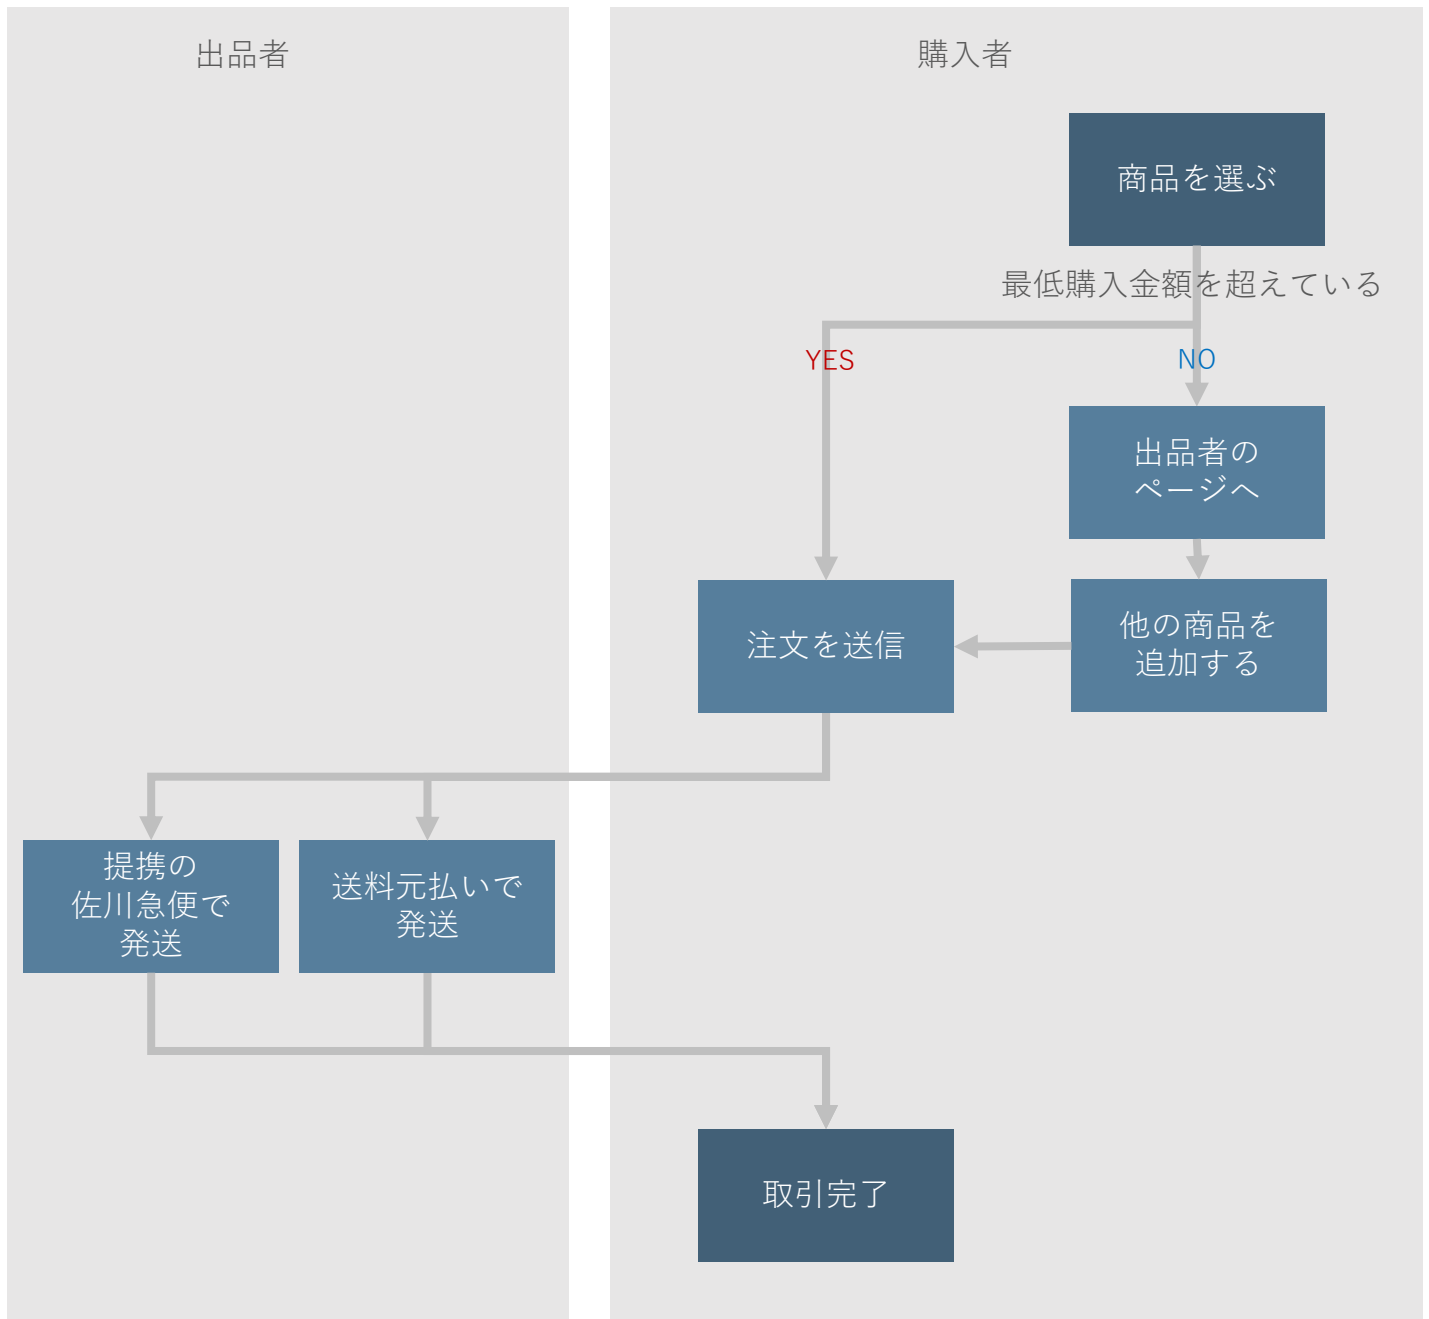 出品者
購入者
商品を選ぶ
最低購入金額を超えている
YES
NO
出品者の
ページへ
注文を送信
他の商品を
追加する
提携の
佐川急便で
発送
送料元払いで
発送
取引完了